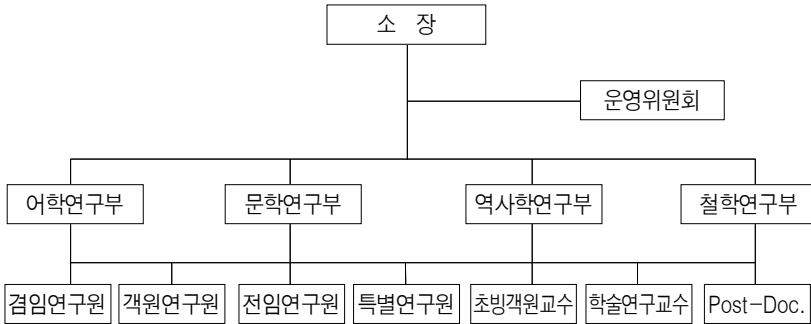 소 장
운영위원회
어학연구부 문학연구부 역사학연구부 철학연구부
겸임연구원 객원연구원 전임연구원 특별연구원 초빙객원교수 학술연구교수 Post-Doc.